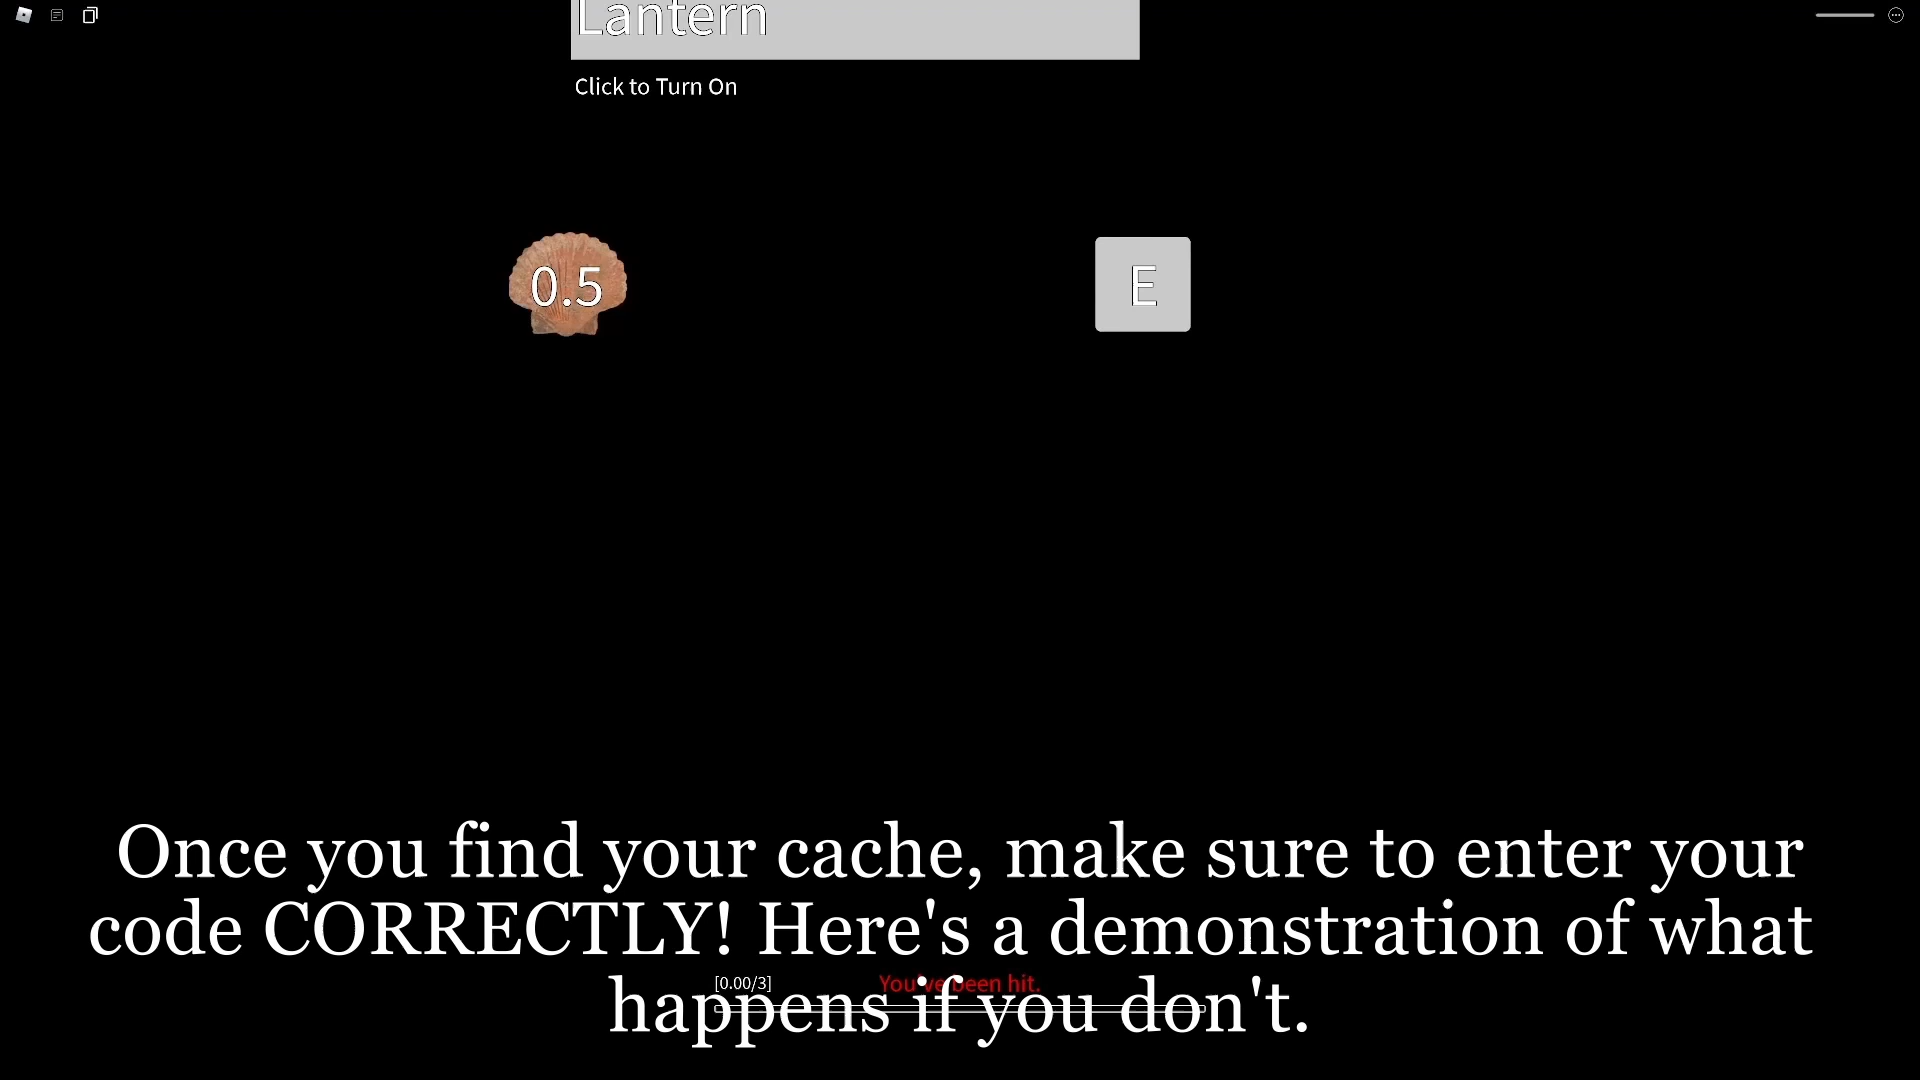 Lantern
Click to Turn On
0.5
E
Once you find your cache, make sure to enter your
code CORRECTLY! Here's a demonstration of what
[0.00/3]
You've been hit.
happens if you don't.